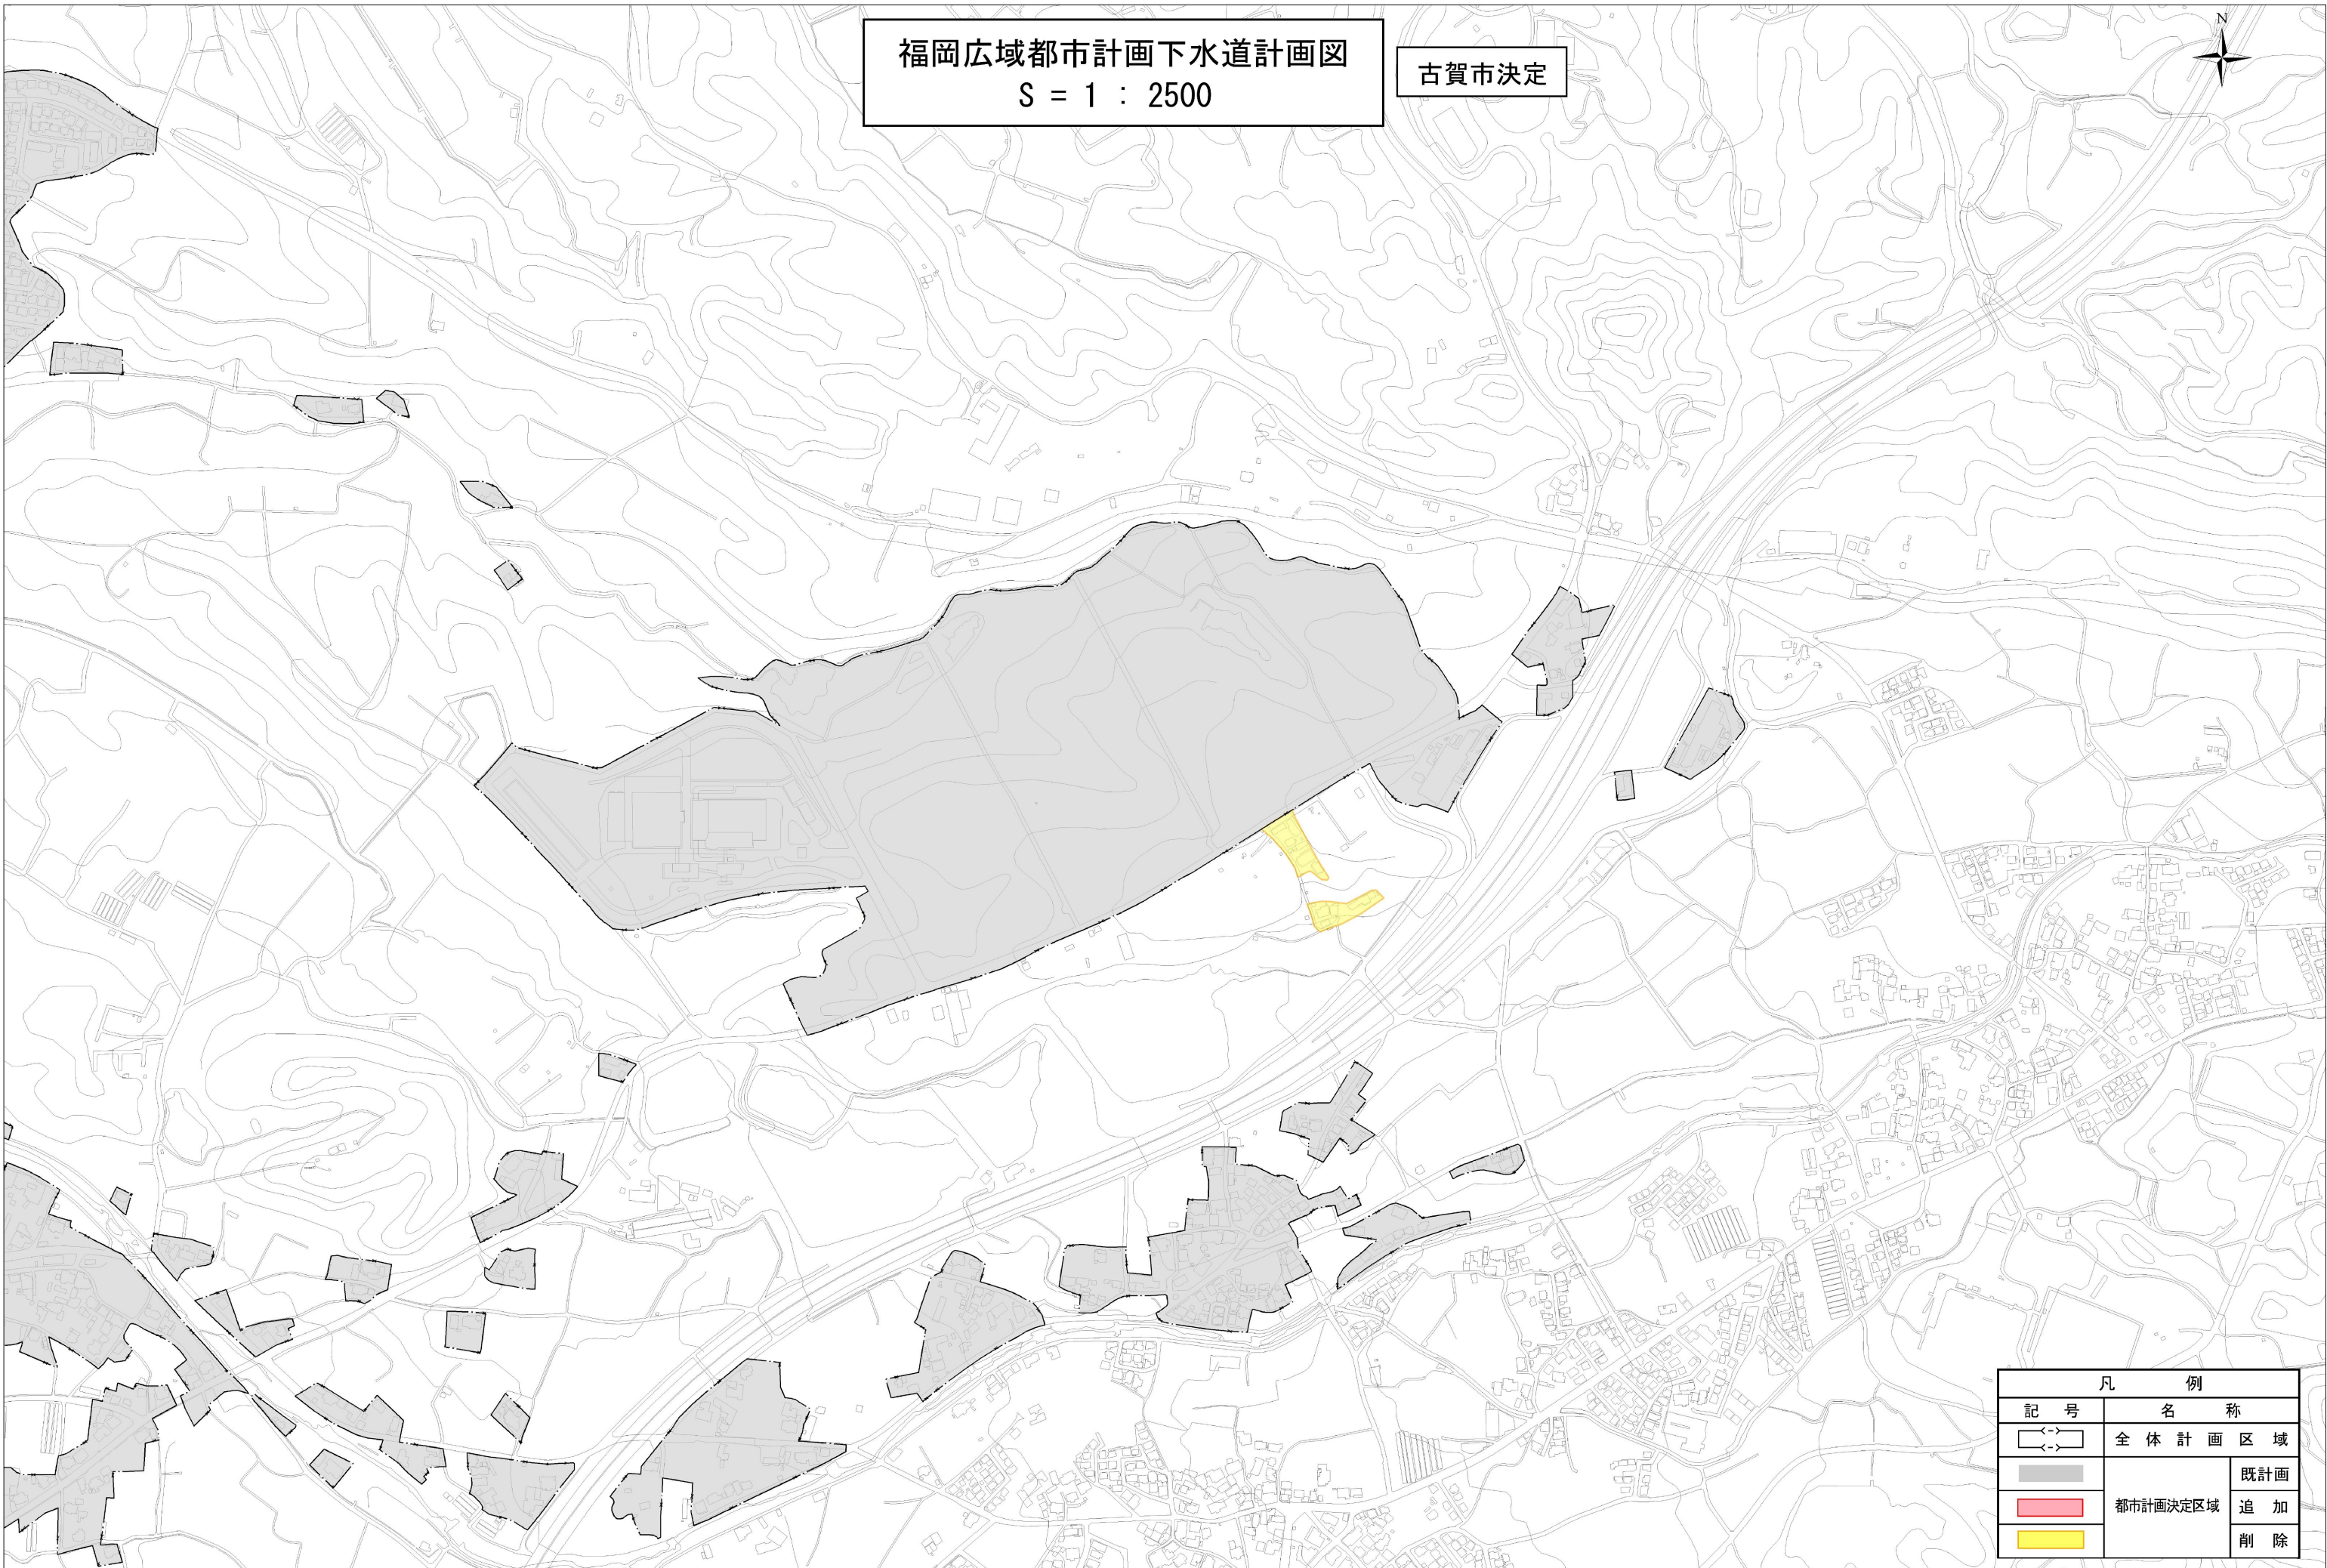 福岡広域都市計画下水道計画図
S = 1 : 2500
古賀市決定
N
凡 例
記 号 名 称
全 体 計 画 区 域
都市計画決定区域
既計画
追 加
削 除